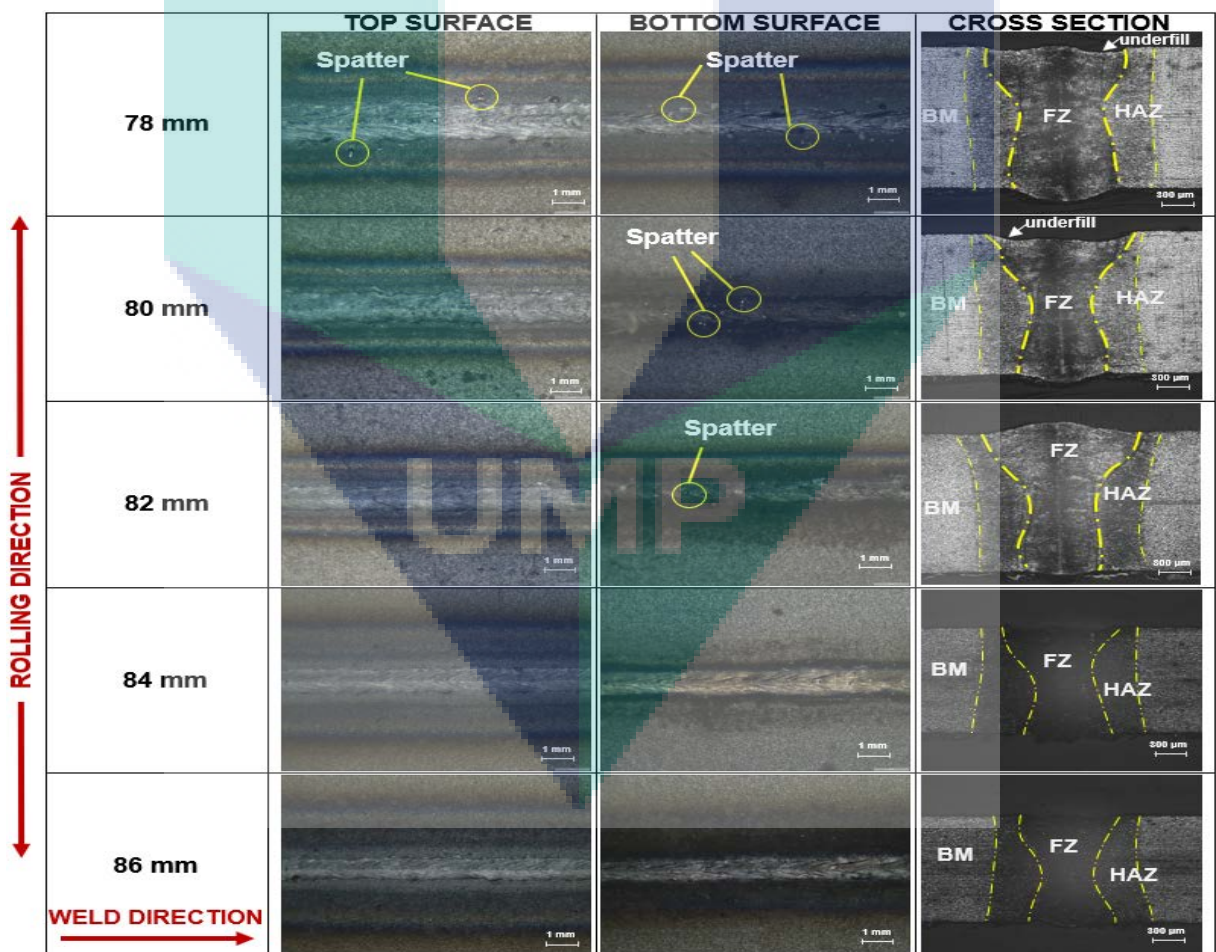 TOP SURFACE
BOTTOM SURFACE
CROSS SECTION
78 mm
Spatter
1 mm
Spatter
1 mm
underfill
BM
FZ
HAZ
300 µm
80 mm
1 mm
Spatter
1 mm
underfill
BM
FZ
HAZ
300 µm
82 mm
1 mm
Spatter
1 mm
FZ
BM
HAZ
300 µm
84 mm
1 mm
1 mm
BM
FZ
HAZ
300 µm
86 mm
1 mm
1 mm
BM
FZ
HAZ
300 µm
ROLLING DIRECTION
WELD DIRECTION
UMP